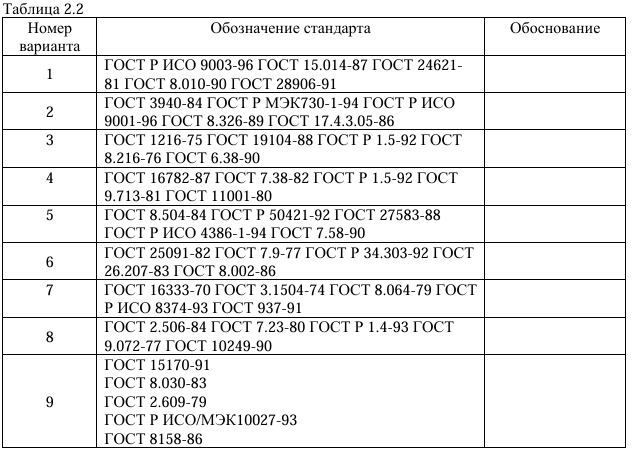 Таблица 2.2
Номер варианта
Обозначение стандарта
Обоснование
1
ГОСТ Р ИСО 9003-96 ГОСТ 15.014-87 ГОСТ 24621-
81 ГОСТ 8.010-90 ГОСТ 28906-91
2
ГОСТ 3940-84 ГОСТ Р МЭК730-1-94 ГОСТ Р ИСО
9001-96 ГОСТ 8.326-89 ГОСТ 17.4.3.05-86
3
ГОСТ 1216-75 ГОСТ 19104-88 ГОСТ Р 1.5-92 ГОСТ
8.216-76 ГОСТ 6.38-90
4
ГОСТ 16782-87 ГОСТ 7.38-82 ГОСТ Р 1.5-92 ГОСТ
9.713-81 ГОСТ 11001-80
5
ГОСТ 8.504-84 ГОСТ Р 50421-92 ГОСТ 27583-88
ГОСТ Р ИСО 4386-1-94 ГОСТ 7.58-90
6
ГОСТ 25091-82 ГОСТ 7.9-77 ГОСТ Р 34.303-92 ГОСТ
26.207-83 ГОСТ 8.002-86
7
ГОСТ 16333-70 ГОСТ 3.1504-74 ГОСТ 8.064-79 ГОСТ
Р ИСО 8374-93 ГОСТ 937-91
8
ГОСТ 2.506-84 ГОСТ 7.23-80 ГОСТ Р 1.4-93 ГОСТ
9.072-77 ГОСТ 10249-90
9
ГОСТ 15170-91
ГОСТ 8.030-83
ГОСТ 2.609-79
ГОСТ Р ИСО/МЭК10027-93
ГОСТ 8158-86